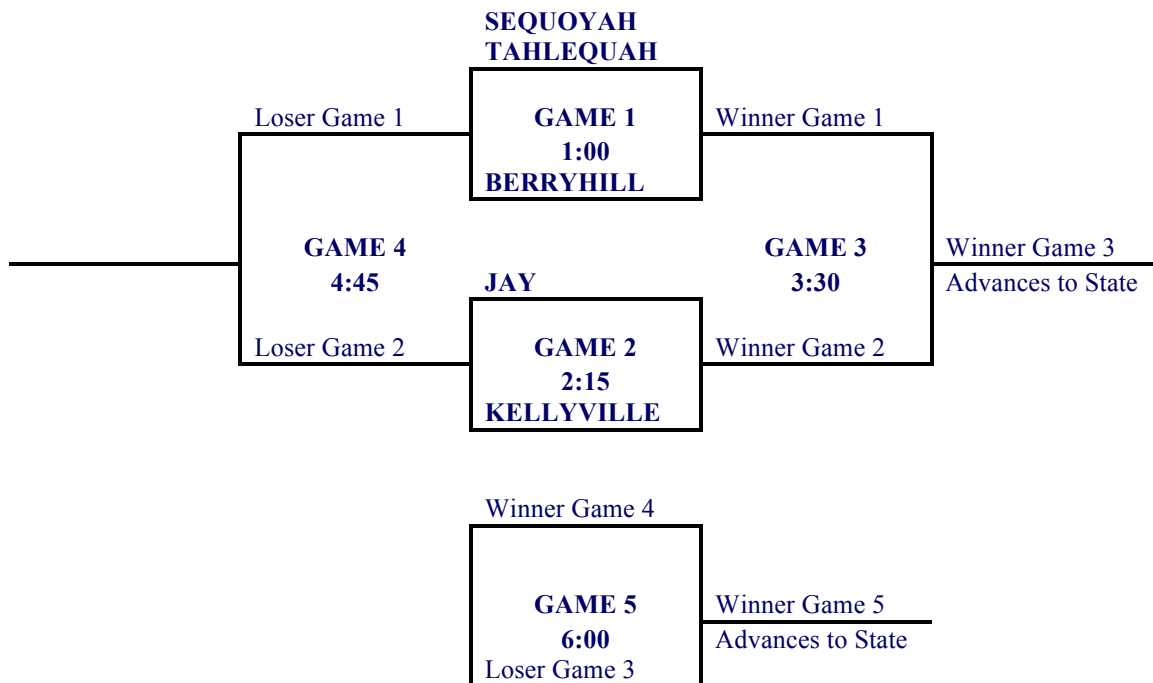 SEQUOYAH
TAHLEQUAH
Loser Game 1
GAME 1
Winner Game 1
1:00
BERRYHILL
GAME 4
GAME 3
Winner Game 3
4:45
JAY
3:30
Advances to State
Loser Game 2
GAME 2
Winner Game 2
2:15
KELLYVILLE
Winner Game 4
GAME 5
Winner Game 5
6:00
Advances to State
Loser Game 3